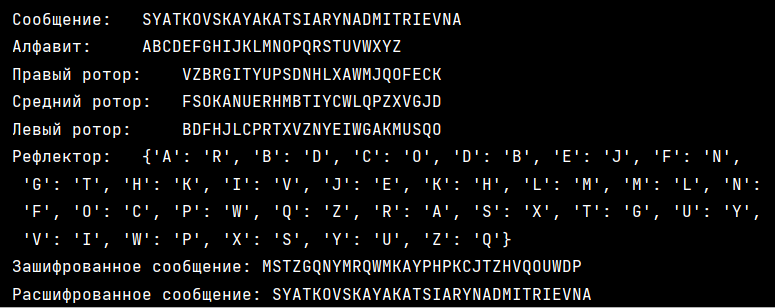 Сообщение: SYATKOVSKAYAKATSIARYNADMITRIEVNA
Алфавит: ABCDEFGHIJKLMNOPQRSTUVWXYZ
Правый ротор: VZBRGITYUPSDNHLXAWMJQOFECK
Средний ротор: FSOKANUERHMBTIYCWLQPZXVGJD
Левый ротор: BDFHJLCPRTXVZNYEIWGAKMUSQO
Рефлектор: {'A': 'R', 'B': 'D', 'C': 'O', 'D': 'B', 'E': 'J', 'F': 'N',
'G': 'T', 'H': 'K', 'I': 'V', 'J': 'E', 'K': 'H', 'L': 'M', 'M': 'L', 'N':
'F', 'O': 'C', 'P': 'W', 'Q': 'Z', 'R': 'A', 'S': 'X', 'T': 'G', 'U': 'Y',
'V': 'I', 'W': 'P', 'X': 'S', 'Y': 'U', 'Z': 'Q'}
Зашифрованное сообщение: MSTZGQNYMRQWMKAYPHPKCJTZHVQOUWDP
Расшифрованное сообщение: SYATKOVSKAYAKATSIARYNADMITRIEVNA